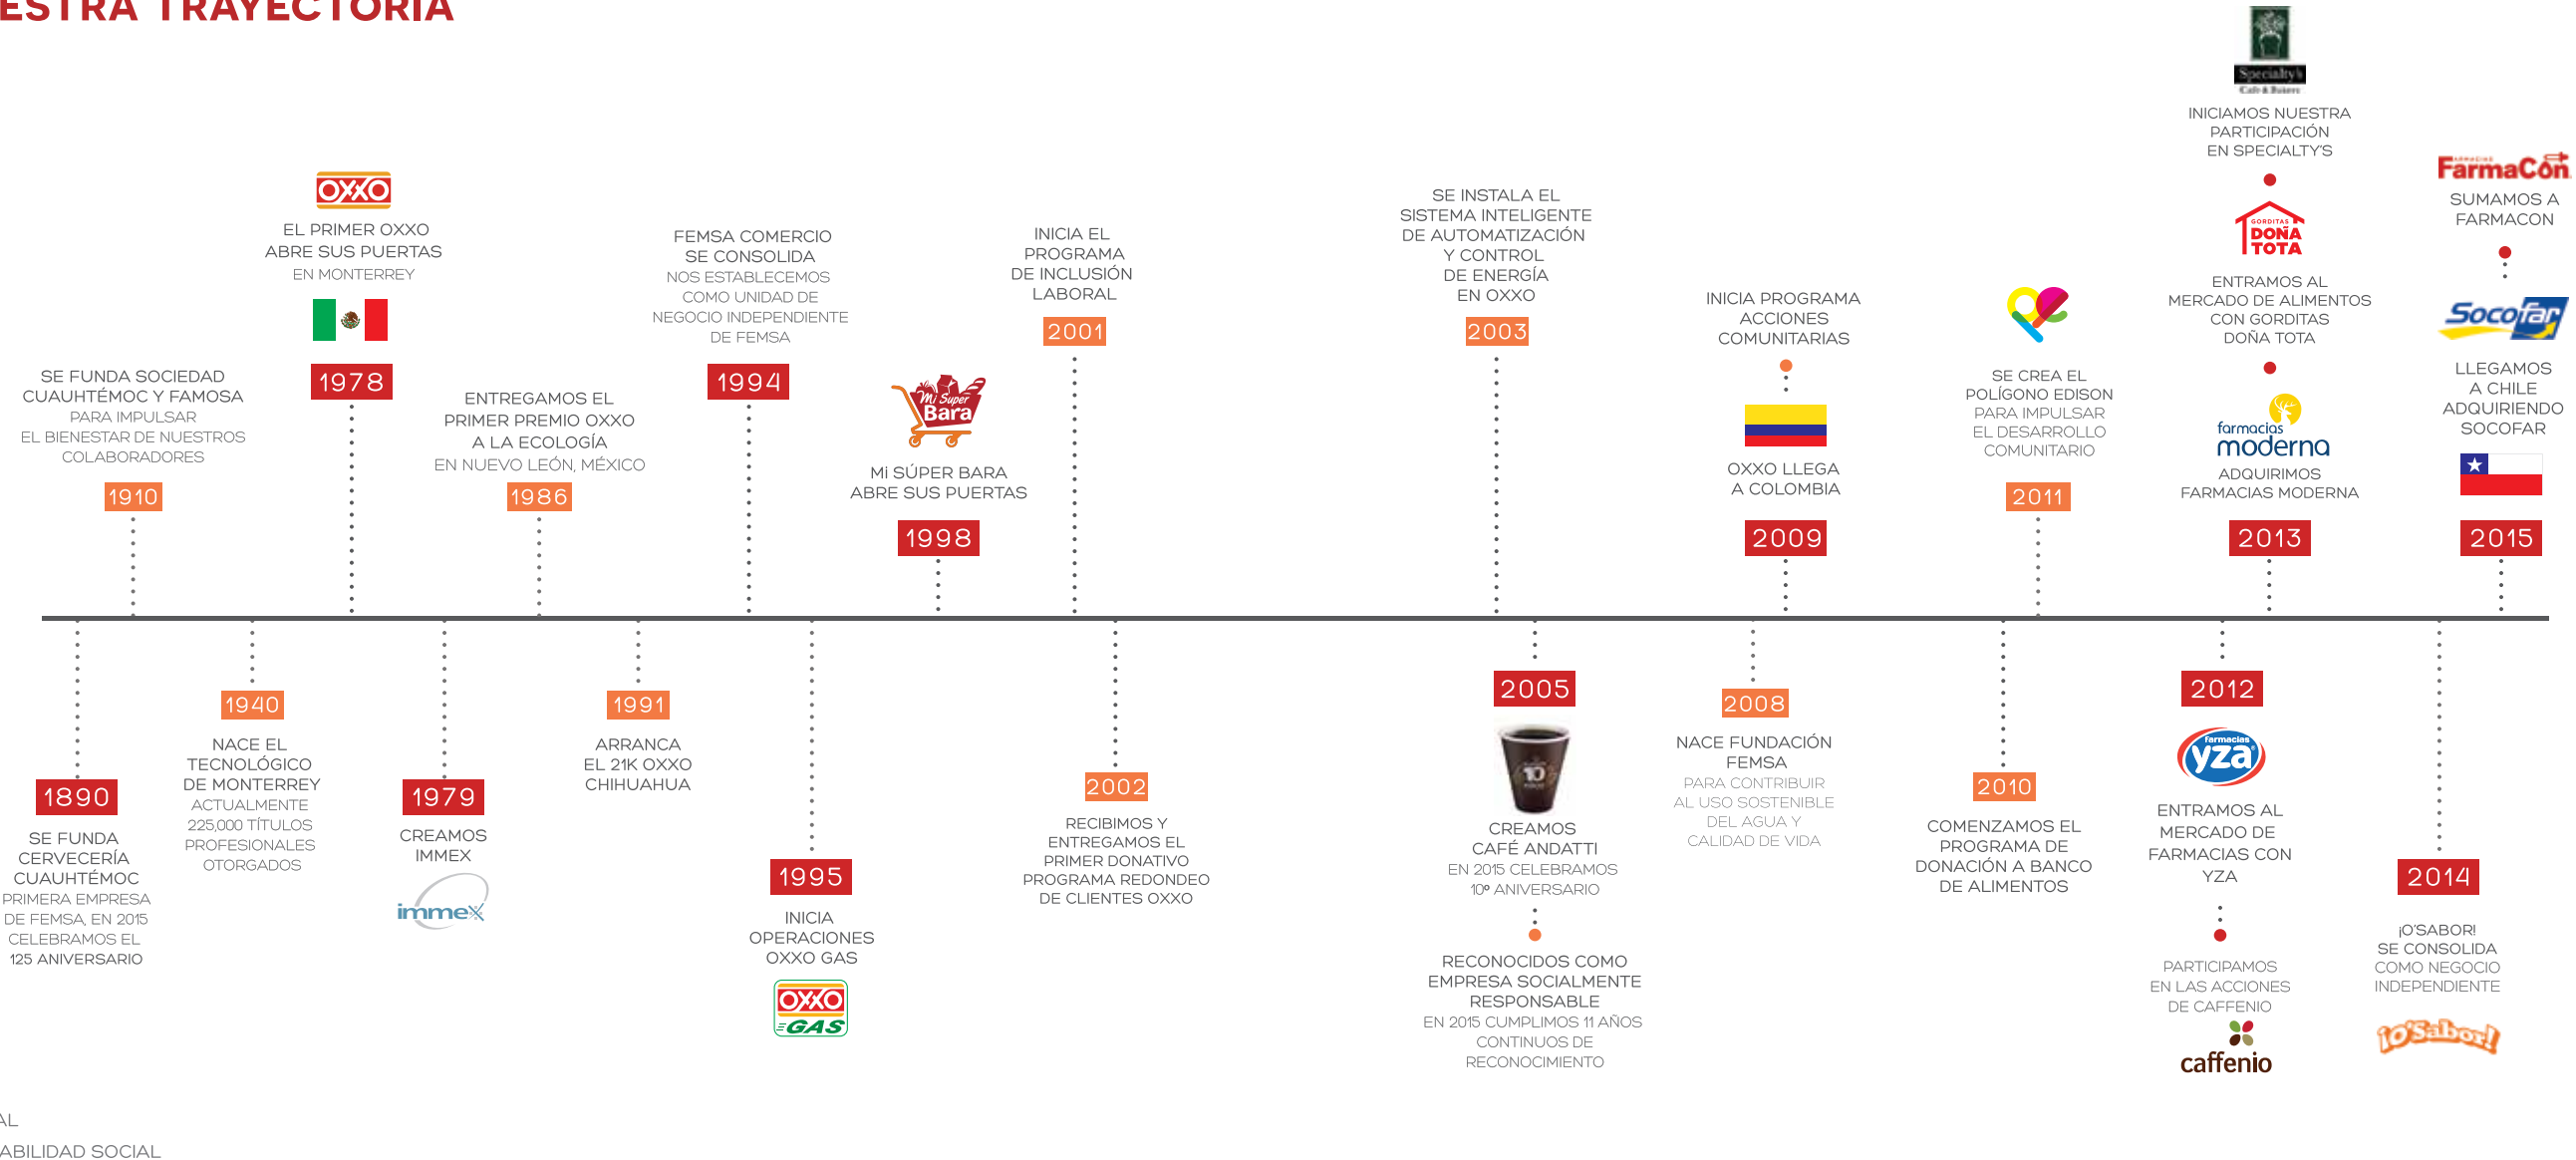 ESTRA TRAYECTORIA
SE FUNDA SOCIEDAD
CUAUHTÉMOC Y FAMOSA
PARA IMPULSAR
EL BIENESTAR DE NUESTROS
COLABORADORES
1910
OXXO
EL PRIMER OXXO
ABRE SUS PUERTAS
EN MONTERREY
1978
ENTREGAMOS EL
PRIMER PREMIO OXXO
A LA ECOLOGÍA
EN NUEVO LEÓN, MÉXICO
1986
FEMSA COMERCIO
SE CONSOLIDA
NOS ESTABLECEMOS
COMO UNIDAD DE
NEGOCIO INDEPENDIENTE
DE FEMSA
1994
Mi Super
Bara
Mi SÚPER BARA
ABRE SUS PUERTAS
1998
INICIA EL
PROGRAMA
DE INCLUSIÓN
LABORAL
2001
SE INSTALA EL
SISTEMA INTELIGENTE
DE AUTOMATIZACIÓN
Y CONTROL
DE ENERGÍA
EN OXXO
2003
INICIA PROGRAMA
ACCIONES
COMUNITARIAS
OXXO LLEGA
A COLOMBIA
2009
SE CREA EL
POLÍGONO EDISON
PARA IMPULSAR
EL DESARROLLO
COMUNITARIO
2011
Specialty's
Café & Bakery
INICIAMOS NUESTRA
PARTICIPACIÓN
EN SPECIALTY'S
GORDITAS
DOÑA
TOTA
ENTRAMOS AL
MERCADO DE ALIMENTOS
CON GORDITAS
DOÑA TOTA
farmacias
moderna
ADQUIRIMOS
FARMACIAS MODERNA
2013
FARMACIAS
FarmaCón
SUMAMOS A
FARMACON
Socofar
LLEGAMOS
A CHILE
ADQUIRIENDO
SOCOFAR
2015
1890
SE FUNDA
CERVECERÍA
CUAUHTÉMOC
PRIMERA EMPRESA
DE FEMSA, EN 2015
CELEBRAMOS EL
125 ANIVERSARIO
1940
NACE EL
TECNOLÓGICO
DE MONTERREY
ACTUALMENTE
225,000 TÍTULOS
PROFESIONALES
OTORGADOS
1979
CREAMOS
IMMEX
immex
1991
ARRANCA
EL 21K OXXO
CHIHUAHUA
1995
INICIA
OPERACIONES
OXXO GAS
OXXO
GAS
2002
RECIBIMOS Y
ENTREGAMOS EL
PRIMER DONATIVO
PROGRAMA REDONDEO
DE CLIENTES OXXO
2005
10
CREAMOS
CAFÉ ANDATTI
EN 2015 CELEBRAMOS
10º ANIVERSARIO
RECONOCIDOS COMO
EMPRESA SOCIALMENTE
RESPONSABLE
EN 2015 CUMPLIMOS 11 AÑOS
CONTINUOS DE
RECONOCIMIENTO
2008
NACE FUNDACIÓN
FEMSA
PARA CONTRIBUIR
AL USO SOSTENIBLE
DEL AGUA Y
CALIDAD DE VIDA
2010
COMENZAMOS EL
PROGRAMA DE
DONACIÓN A BANCO
DE ALIMENTOS
2012
farmacias
yza
ENTRAMOS AL
MERCADO DE
FARMACIAS CON
YZA
PARTICIPAMOS
EN LAS ACCIONES
DE CAFFENIO
caffenio
2014
¡O'SABOR!
SE CONSOLIDA
COMO NEGOCIO
INDEPENDIENTE
¡O'Sabor!
AL
ABILIDAD SOCIAL